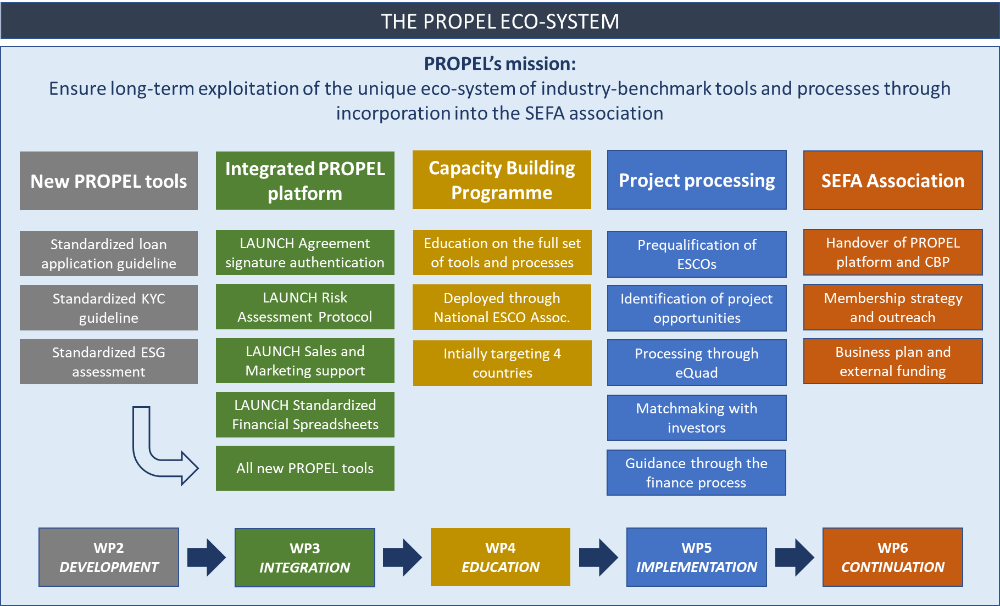 THE PROPEL ECO-SYSTEM
PROPEL's mission:
Ensure long-term exploitation of the unique eco-system of industry-benchmark tools and processes through
incorporation into the SEFA association
New PROPEL tools
Standardized loan
application guideline
Standardized KYC
guideline
Standardized ESG
assessment
Integrated PROPEL
platform
LAUNCH Agreement
signature authentication
LAUNCH Risk
Assessment Protocol
LAUNCH Sales and
Marketing support
LAUNCH Standardized
Financial Spreadsheets
All new PROPEL tools
Capacity Building
Programme
Education on the full set
of tools and processes
Deployed through
National ESCO Assoc.
Intially targeting 4
countries
Project processing
Prequalification of
ESCOs
Identification of project
opportunities
Processing through
eQuad
Matchmaking with
investors
Guidance through the
finance process
SEFA Association
Handover of PROPEL
platform and CBP
Membership strategy
and outreach
Business plan and
external funding
WP2
DEVELOPMENT
WP3
INTEGRATION
WP4
EDUCATION
WP5
IMPLEMENTATION
WP6
CONTINUATION